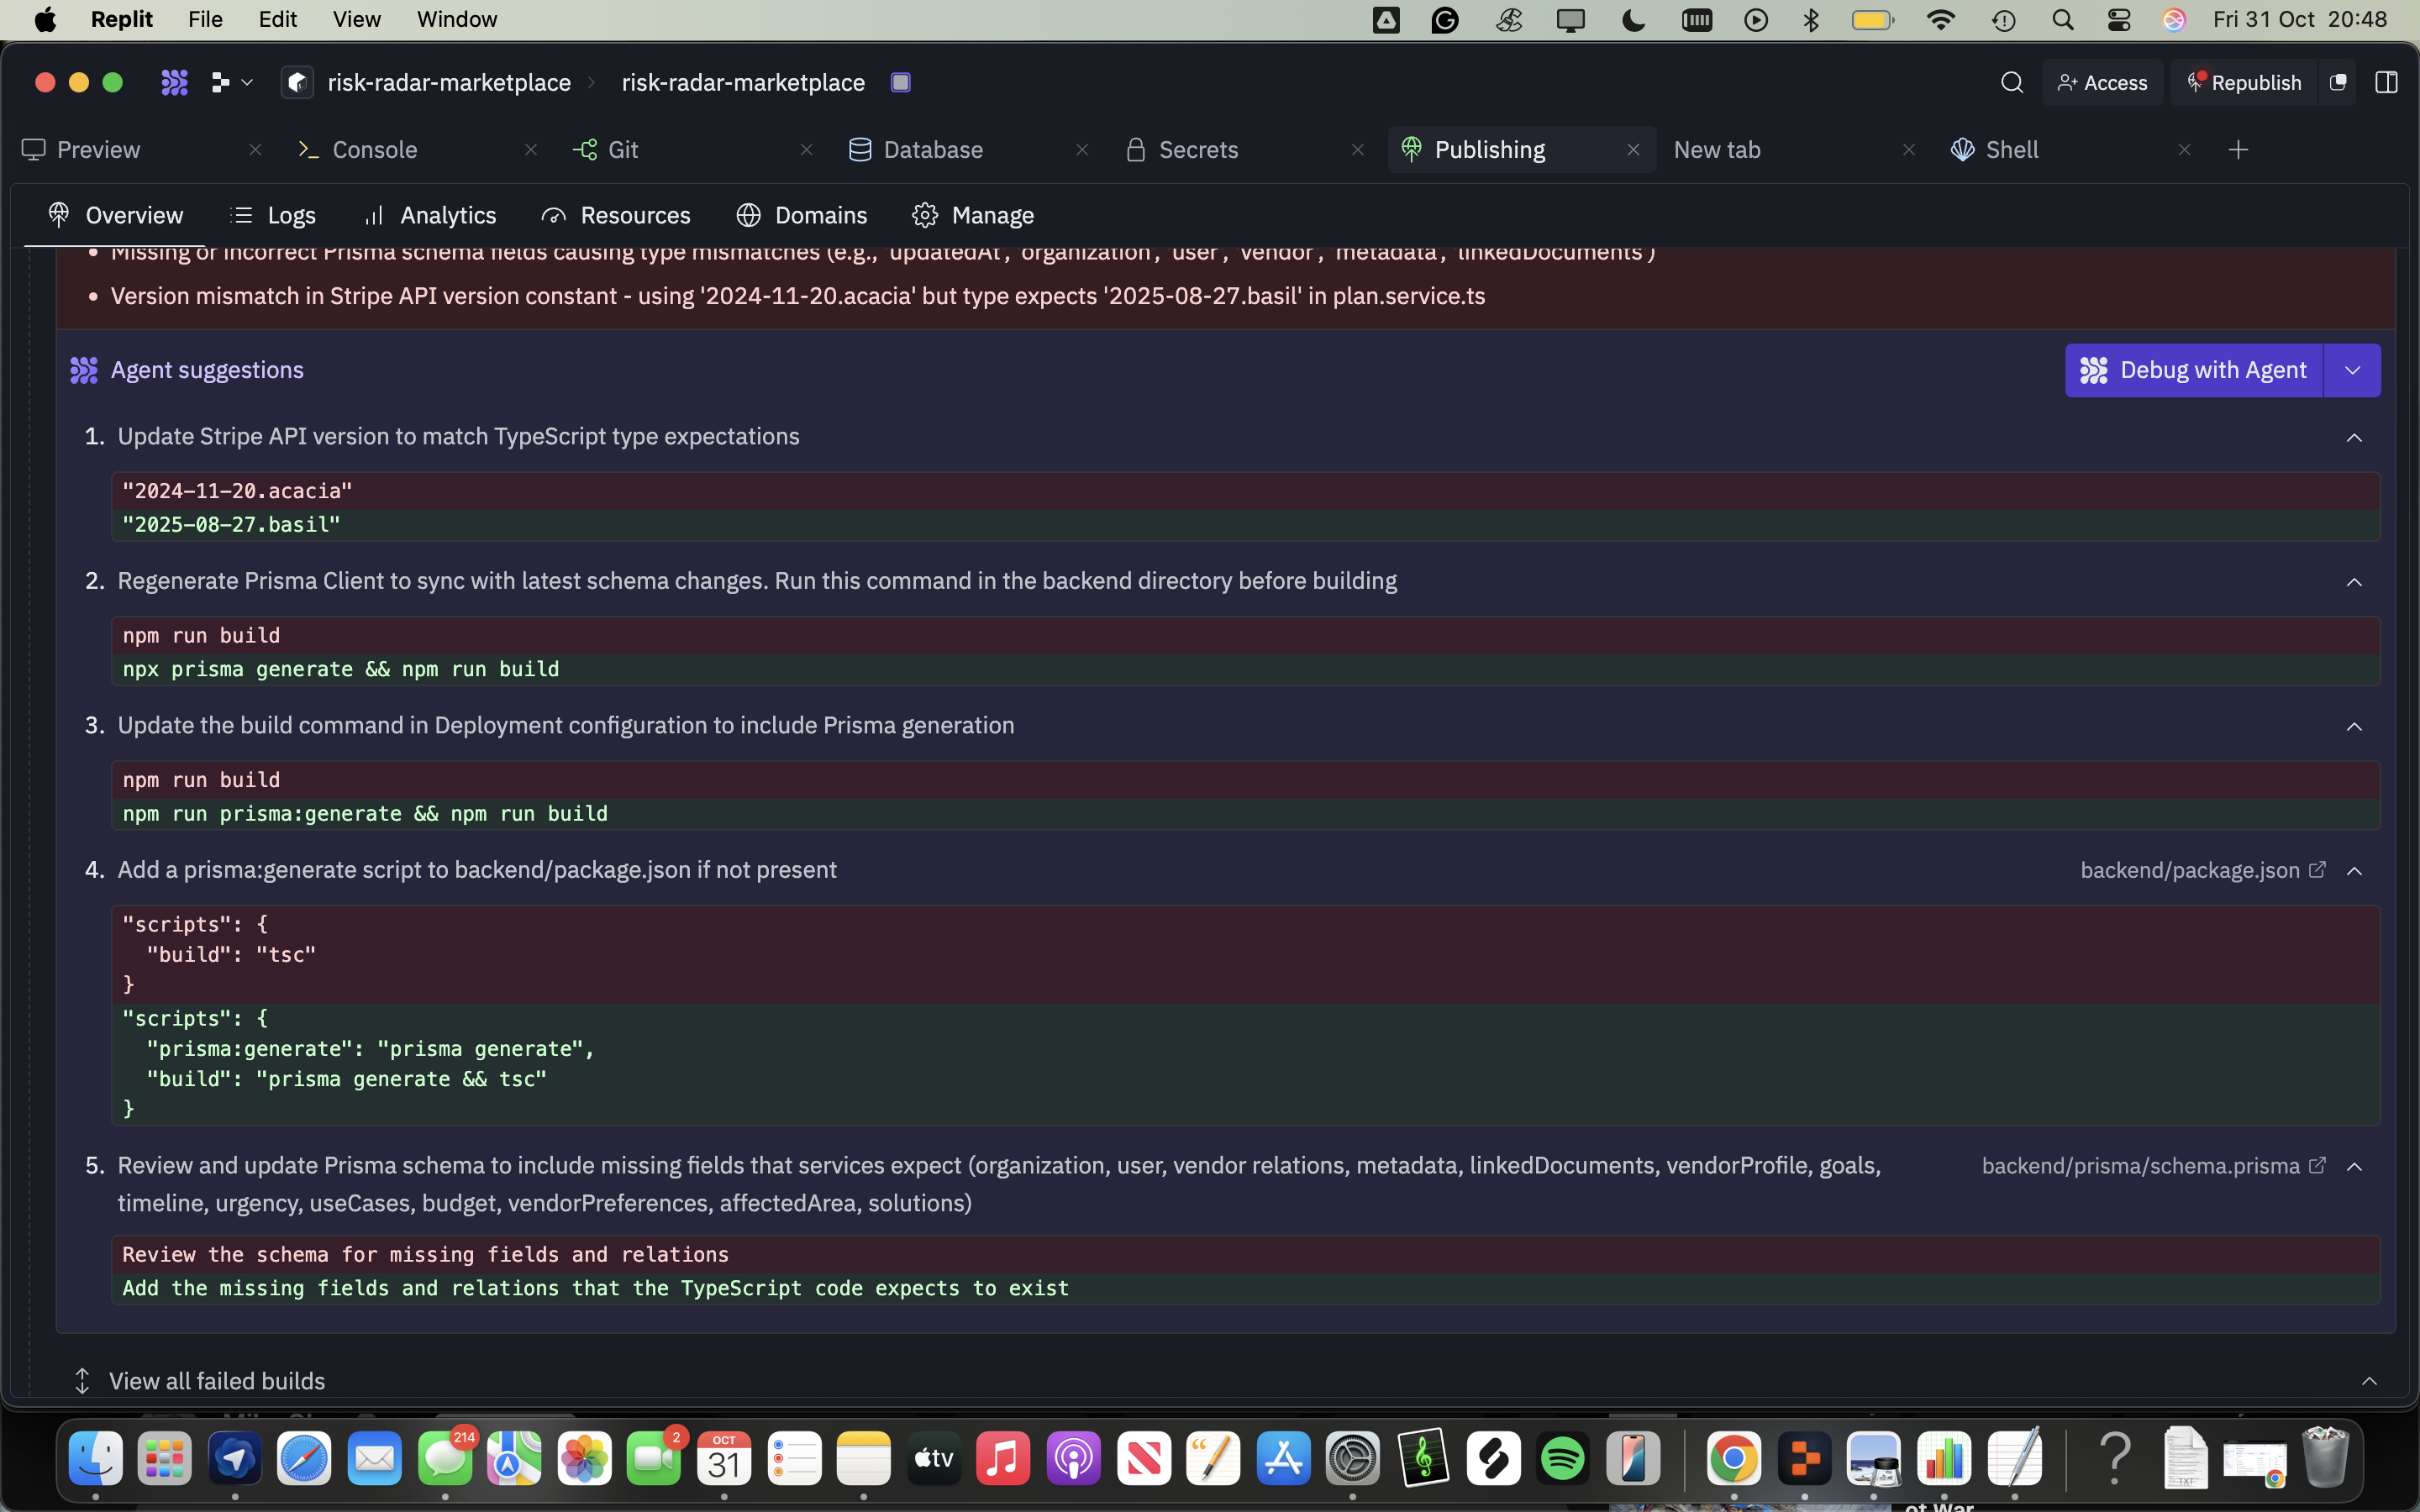 Replit File Edit View Window Fri 31 Oct 20:48
risk-radar-marketplace risk-radar-marketplace Access Republish
Preview Console Git Database Secrets Publishing New tab Shell
Overview Logs Analytics Resources Domains Manage
• Missing or incorrect Prisma schema fields causing type mismatches (e.g., `updatedAt`, `organization`, `user`, `vendor`, `metadata`, `linkedDocuments`)
• Version mismatch in Stripe API version constant - using '2024-11-20.acacia' but type expects '2025-08-27.basil' in plan.service.ts
Agent suggestions Debug with Agent
1. Update Stripe API version to match TypeScript type expectations
"2024-11-20.acacia"
"2025-08-27.basil"
2. Regenerate Prisma Client to sync with latest schema changes. Run this command in the backend directory before building
npm run build
npx prisma generate && npm run build
3. Update the build command in Deployment configuration to include Prisma generation
npm run build
npm run prisma:generate && npm run build
4. Add a prisma:generate script to backend/package.json if not present backend/package.json
"scripts": {
"build": "tsc"
}
"scripts": {
"prisma:generate": "prisma generate",
"build": "prisma generate && tsc"
}
5. Review and update Prisma schema to include missing fields that services expect (organization, user, vendor relations, metadata, linkedDocuments, vendorProfile, goals, backend/prisma/schema.prisma
timeline, urgency, useCases, budget, vendorPreferences, affectedArea, solutions)
Review the schema for missing fields and relations
Add the missing fields and relations that the TypeScript code expects to exist
View all failed builds
214 2 OCT
31 tv
TXT
of War